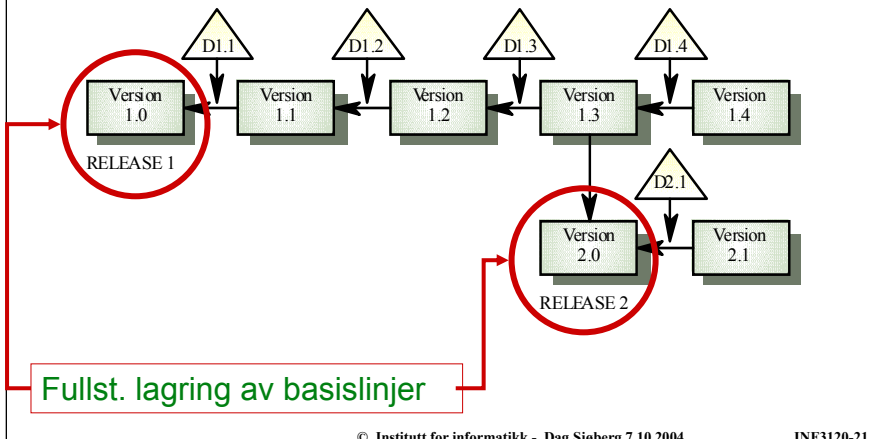 D1.1 D1.2 D1.3 D1.4
Version 1.0
Version 1.1
Version 1.2
Version 1.3
Version 1.4
RELEASE 1
D2.1
Version 2.0
Version 2.1
RELEASE 2
Fullst. lagring av basislinjer
© Institutt for informatikk - Dag Sjøberg 7.10.2004 INF3120-21